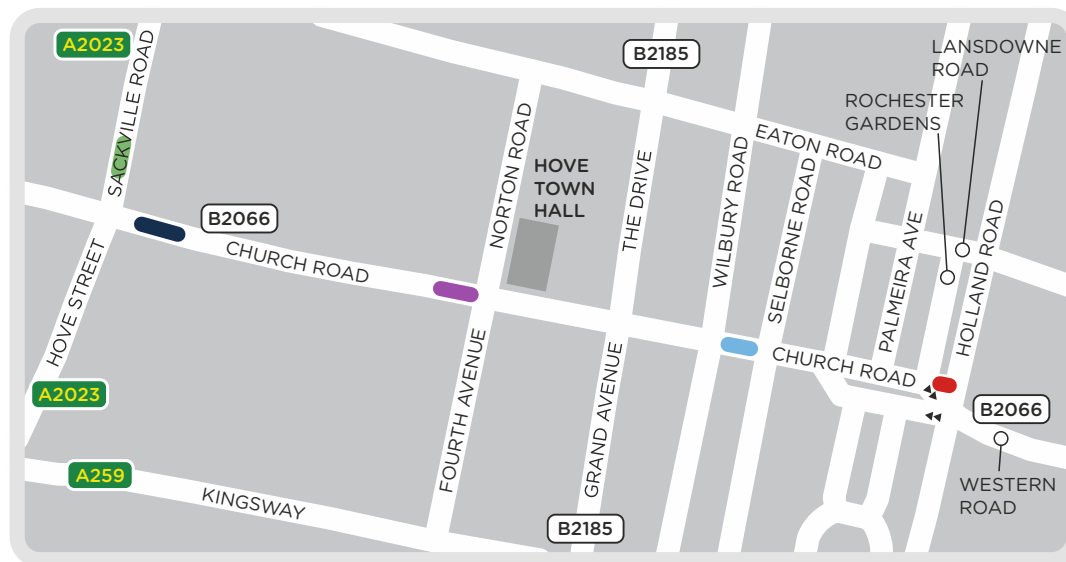 A2023
SACKVILLE ROAD
B2185
LANSDOWNE
ROAD
ROCHESTER
GARDENS
EATON ROAD
NORTON ROAD
HOVE
TOWN
HALL
THE DRIVE
WILBURY ROAD
SELBORNE ROAD
PALMEIRA AVE
HOLLAND ROAD
B2066
CHURCH ROAD
HOVE STREET
A2023
FOURTH AVENUE
GRAND AVENUE
CHURCH ROAD
B2066
A259
KINGSWAY
B2185
WESTERN
ROAD